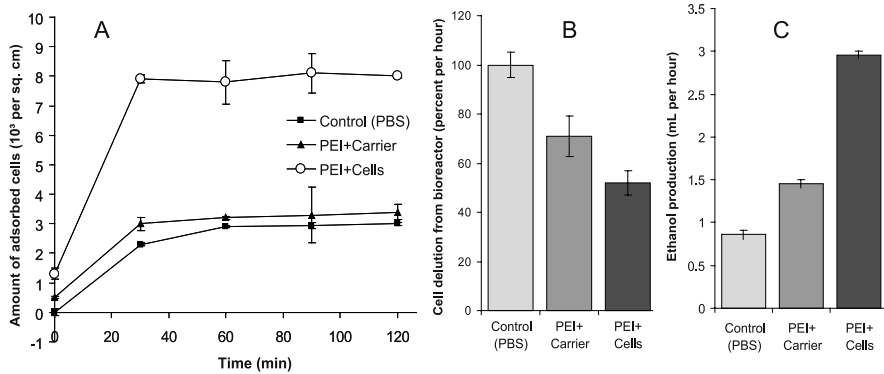 A
Amount of adsorbed cells (10³ per sq. cm)
10
9
8
7
6
5
4
3
2
1
0
-1
0 20 40 60 80 100 120
Time (min)
Control (PBS)
PEI+Carrier
PEI+Cells
B
Cell delution from bioreactor (percent per hour)
120
100
80
60
40
20
0
Control PEI+ PEI+
(PBS) Carrier Cells
C
Ethanol production (mL per hour)
3.5
3
2.5
2
1.5
1
0.5
0
Control PEI+ PEI+
(PBS) Carrier Cells